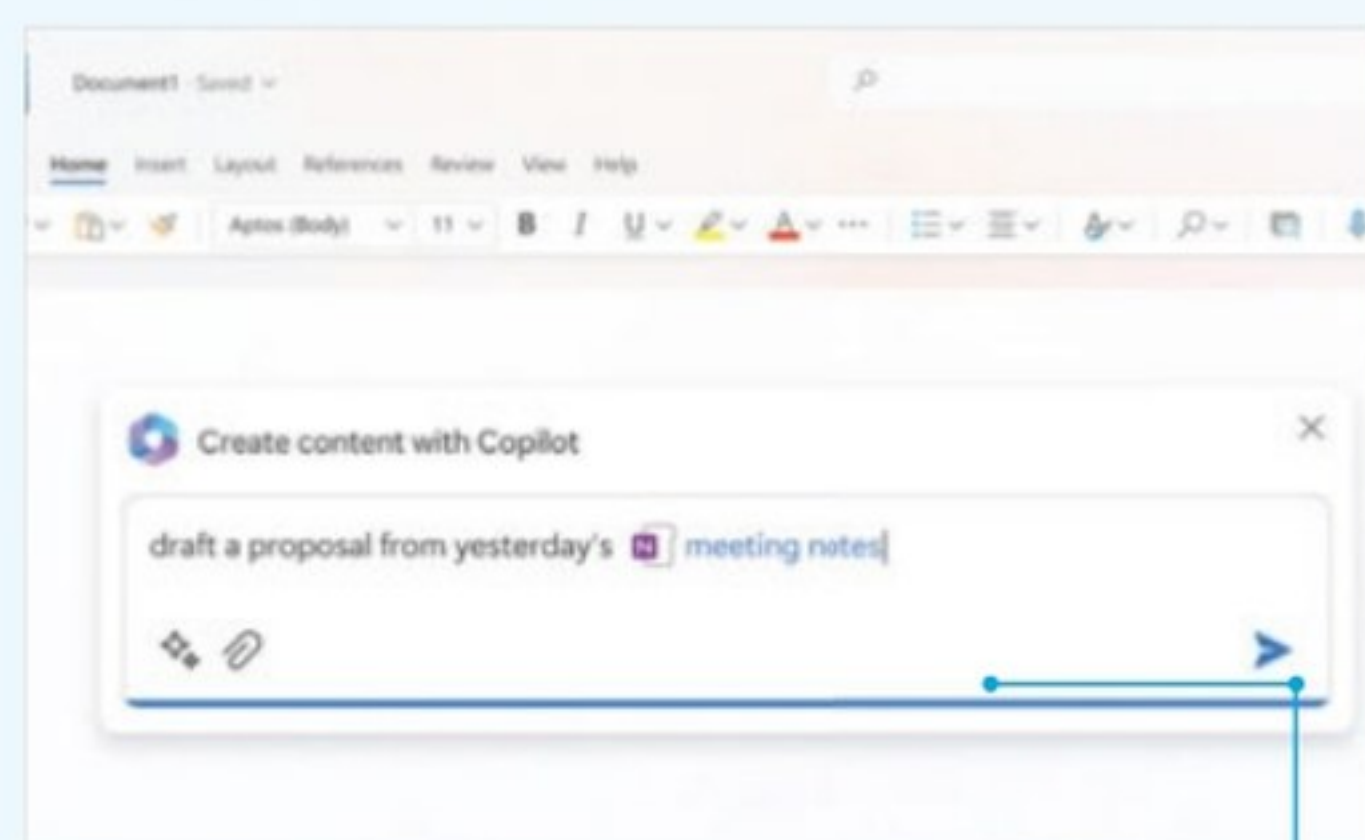 Document1 · Saved
Home Insert Layout References Review View Help
Aptos (Body) 11 B I U A
Create content with Copilot
draft a proposal from yesterday's N meeting notes